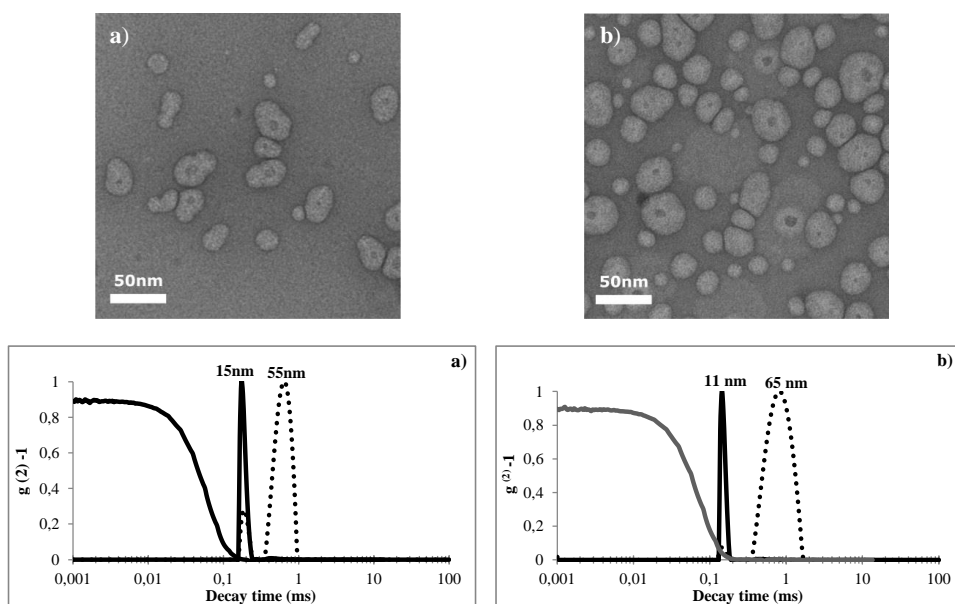 a)
50nm
b)
50nm
a)
15nm 55nm
1
0,8
0,6
0,4
0,2
0
g (2) -1
0,001 0,01 0,1 1 10 100
Decay time (ms)
b)
11 nm 65 nm
1
0,8
0,6
0,4
0,2
0
g (2) -1
0,001 0,01 0,1 1 10 100
Decay time (ms)